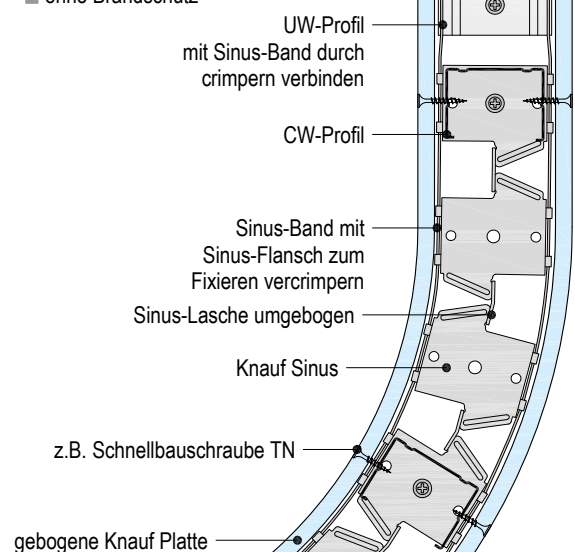 ohne Brandschutz
UW-Profil
mit Sinus-Band durch
crimpern verbinden
CW-Profil
Sinus-Band mit
Sinus-Flansch zum
Fixieren vercrimpern
Sinus-Lasche umgebogen
Knauf Sinus
z.B. Schnellbauschraube TN
gebogene Knauf Platte